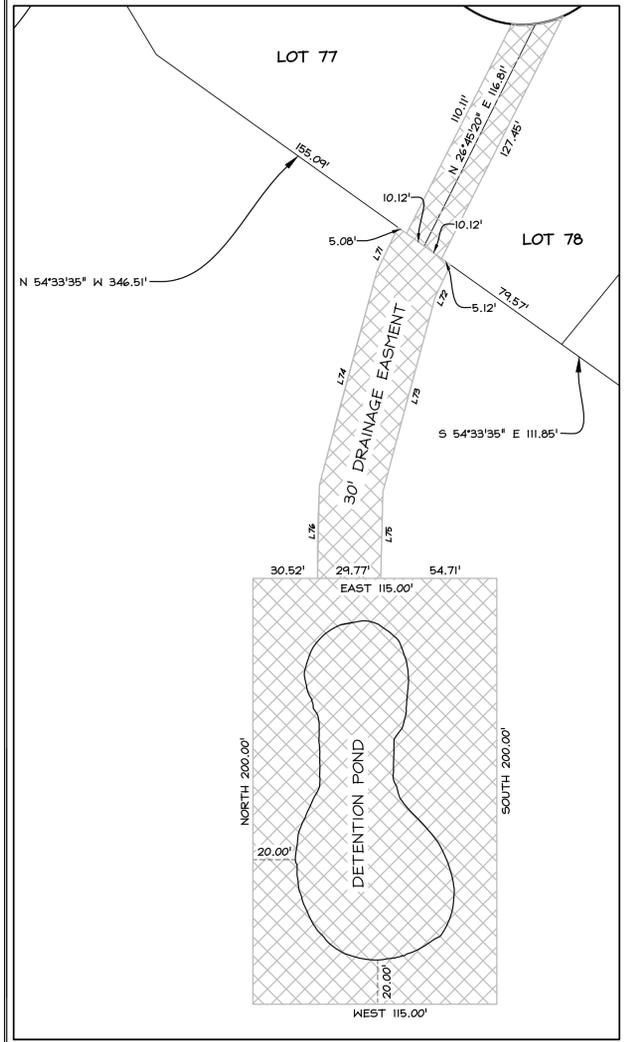 LOT 77
110.11'
N 26°45'20" E 116.81'
127.45'
155.09'
10.12'
10.12'
5.08'
LOT 78
L71
N 54°33'35" W 346.51'
L72
5.12'
79.57'
30' DRAINAGE EASMENT
L74
L73
S 54°33'35" E 111.85'
L76
L75
30.52'
29.77'
54.71'
EAST 115.00'
NORTH 200.00'
DETENTION POND
SOUTH 200.00'
20.00'
20.00'
WEST 115.00'